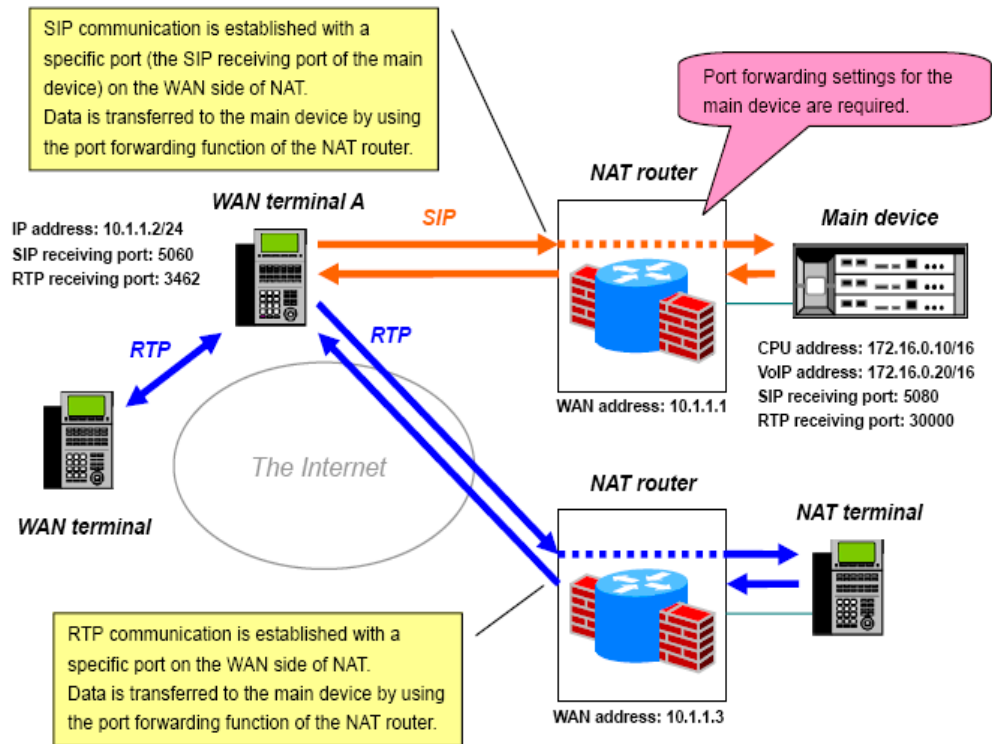 SIP communication is established with a
specific port (the SIP receiving port of the main
device) on the WAN side of NAT.
Data is transferred to the main device by using
the port forwarding function of the NAT router.
Port forwarding settings for the
main device are required.
NAT router
WAN terminal A
IP address: 10.1.1.2/24
SIP receiving port: 5060
RTP receiving port: 3462
SIP
Main device
RTP
RTP
CPU address: 172.16.0.10/16
VoIP address: 172.16.0.20/16
SIP receiving port: 5080
RTP receiving port: 30000
WAN address: 10.1.1.1
The Internet
WAN terminal
NAT router
NAT terminal
RTP communication is established with a
specific port on the WAN side of NAT.
Data is transferred to the main device by using
the port forwarding function of the NAT router.
WAN address: 10.1.1.3